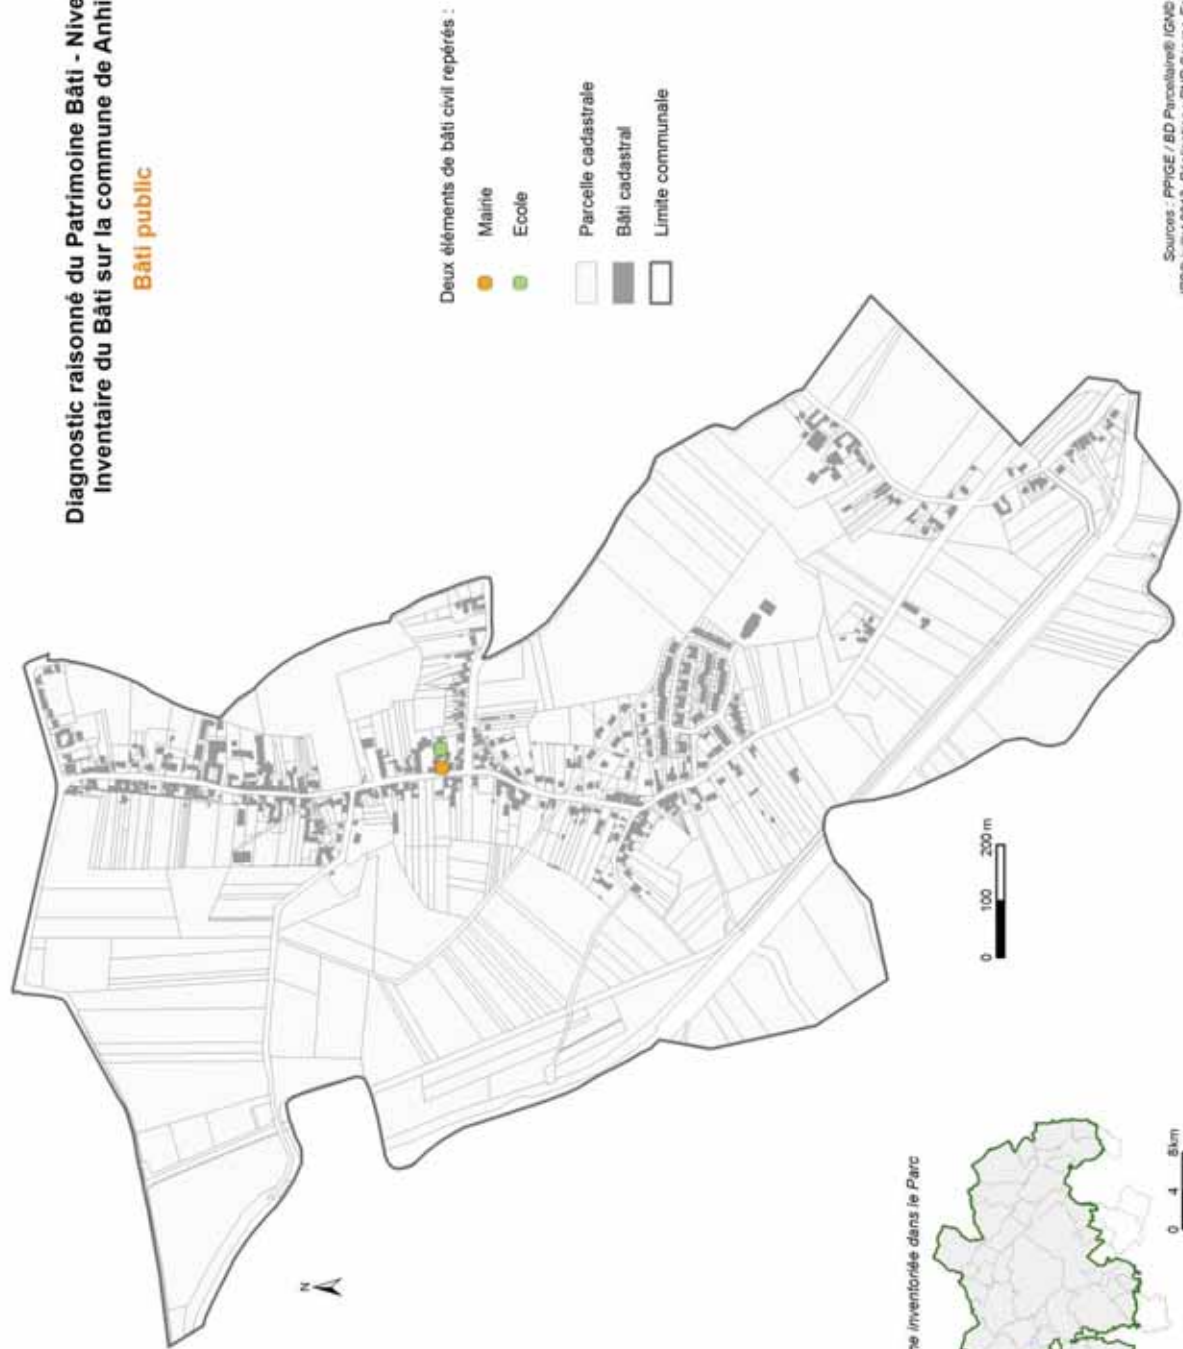 Diagnostic raisonné du Patrimoine Bâti -
Inventaire du Bâti sur la commune de
Bâti public
Deux éléments de bâti civil repérés :
Mairie
Ecole
Parcelle cadastrale
Bâti cadastral
Limite communale
N
0 100 200 m
inventoriée dans le Parc
0 4 8km
Sources : PPIGE / BD Parcellaire® IGN©